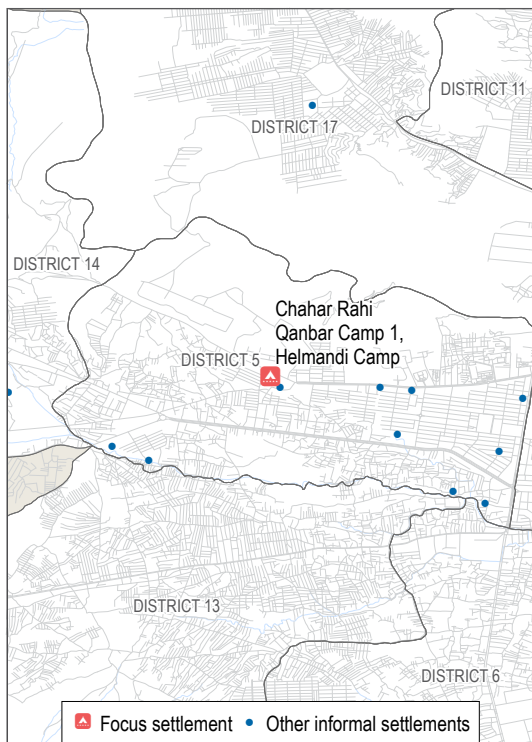 DISTRICT 11
DISTRICT 17
DISTRICT 14
Chahar Rahi
Qanbar Camp 1,
Helmandi Camp
DISTRICT 5
DISTRICT 13
DISTRICT 6
Focus settlement
Other informal settlements